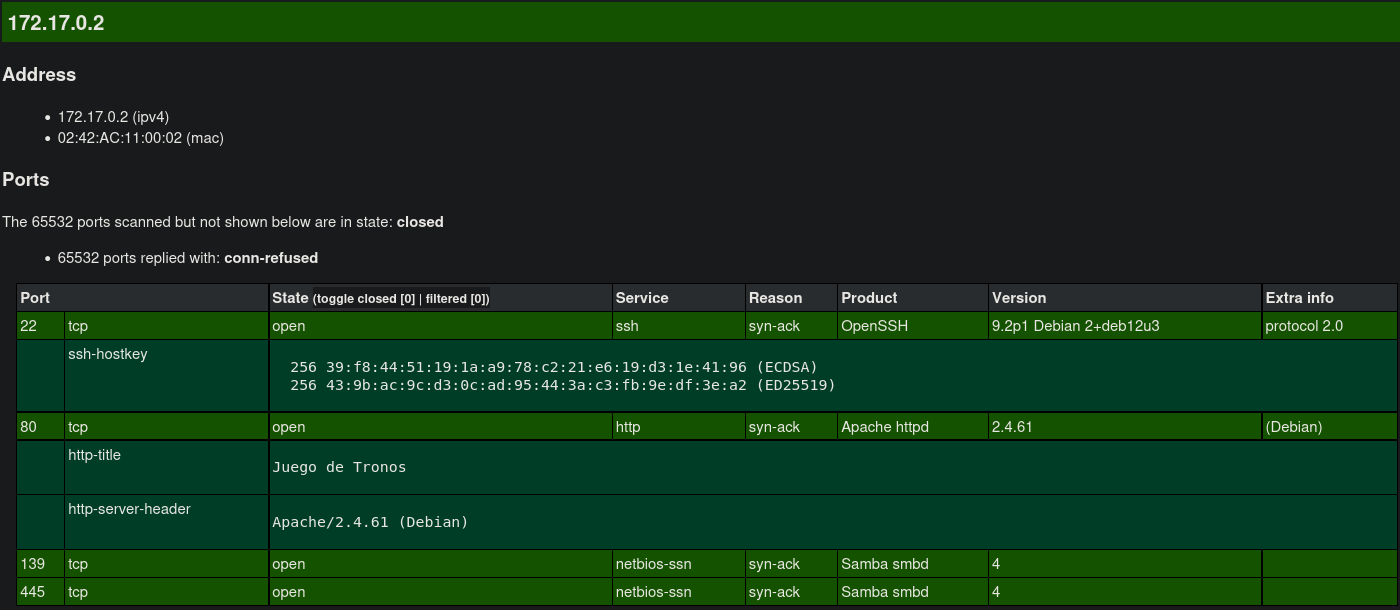 172.17.0.2
Address
172.17.0.2 (ipv4)
02:42:AC:11:00:02 (mac)
Ports
The 65532 ports scanned but not shown below are in state: closed
65532 ports replied with: conn-refused
Port State (toggle closed [0] | filtered [0]) Service Reason Product Version Extra info
22 tcp open ssh syn-ack OpenSSH 9.2p1 Debian 2+deb12u3 protocol 2.0
ssh-hostkey
256 39:f8:44:51:19:1a:a9:78:c2:21:e6:19:d3:1e:41:96 (ECDSA)
256 43:9b:ac:9c:d3:0c:ad:95:44:3a:c3:fb:9e:df:3e:a2 (ED25519)
80 tcp open http syn-ack Apache httpd 2.4.61 (Debian)
http-title
Juego de Tronos
http-server-header
Apache/2.4.61 (Debian)
139 tcp open netbios-ssn syn-ack Samba smbd 4
445 tcp open netbios-ssn syn-ack Samba smbd 4